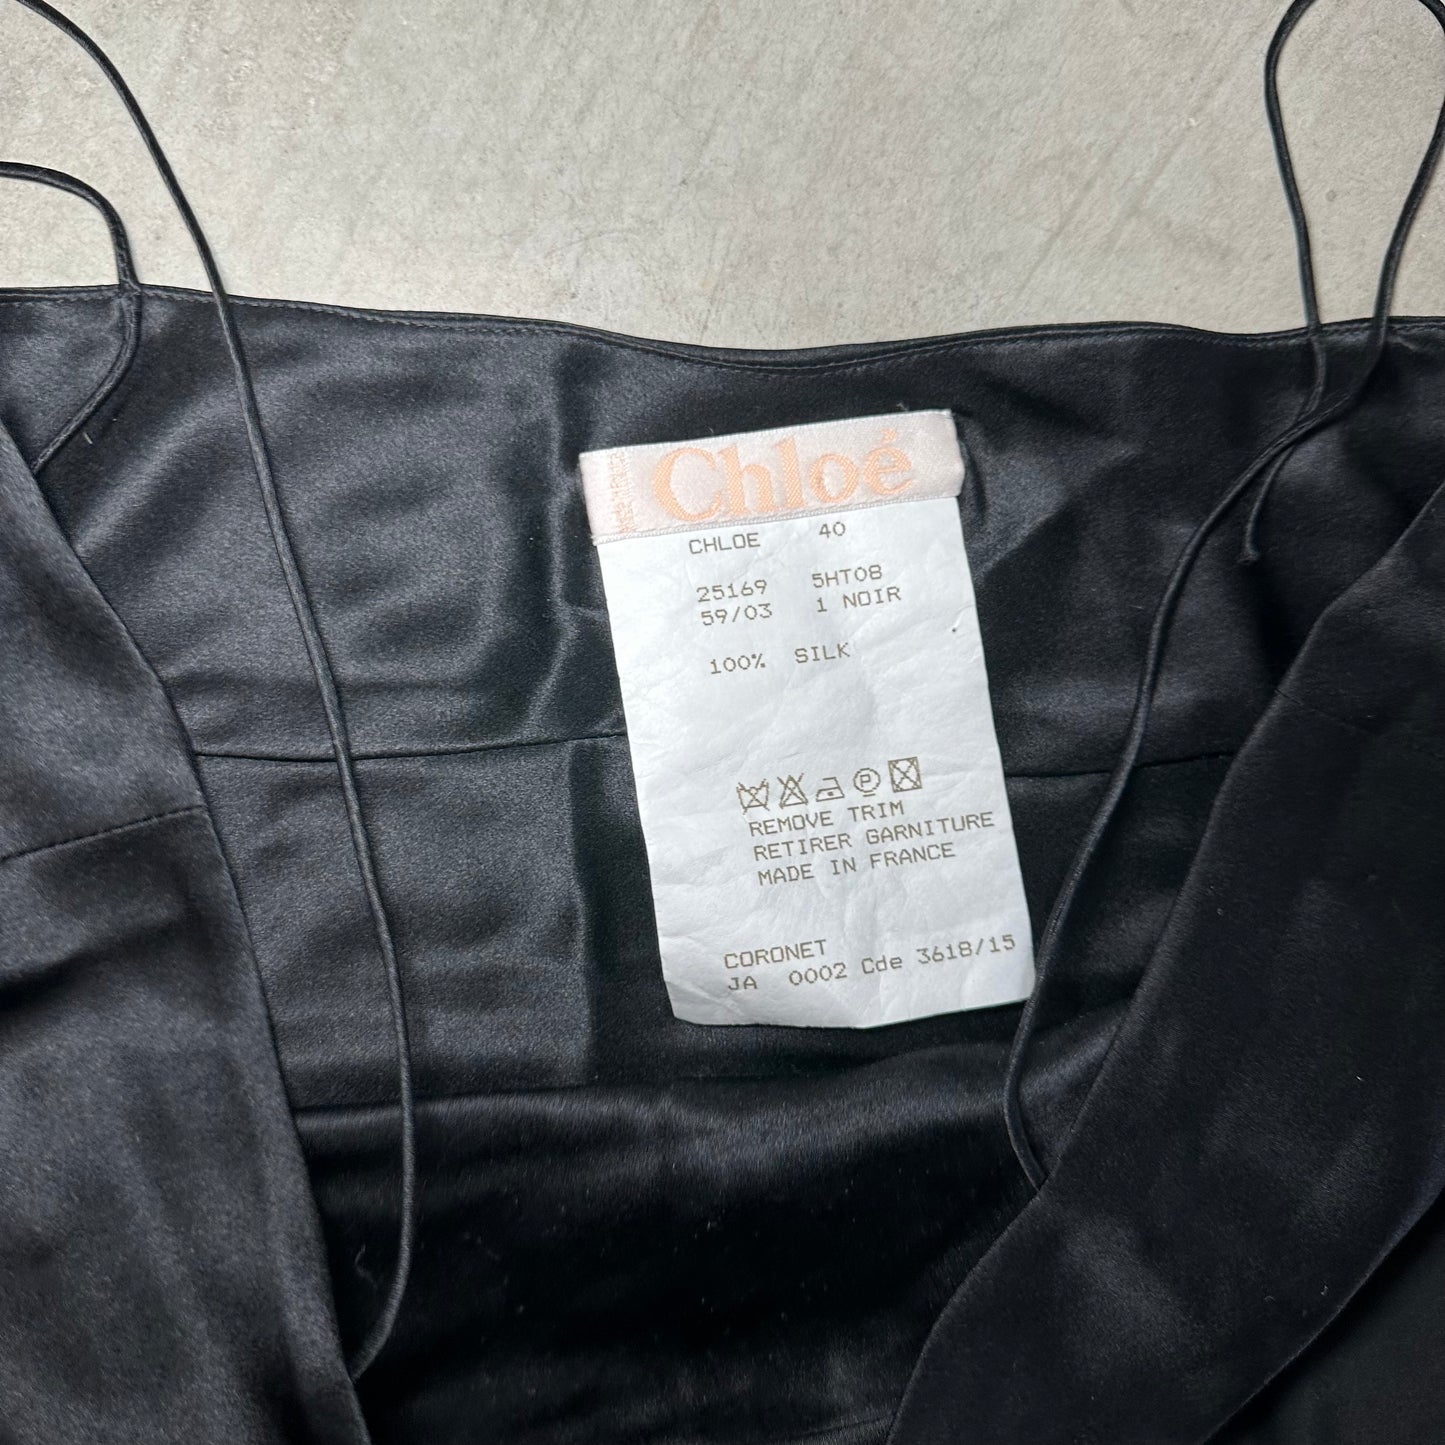 Chloé
CHLOE 40
25169 5HT08
59/03 1 NOIR
100% SILK
P
REMOVE TRIM
RETIRER GARNITURE
MADE IN FRANCE
CORONET
JA 0002 Cde 3618/15